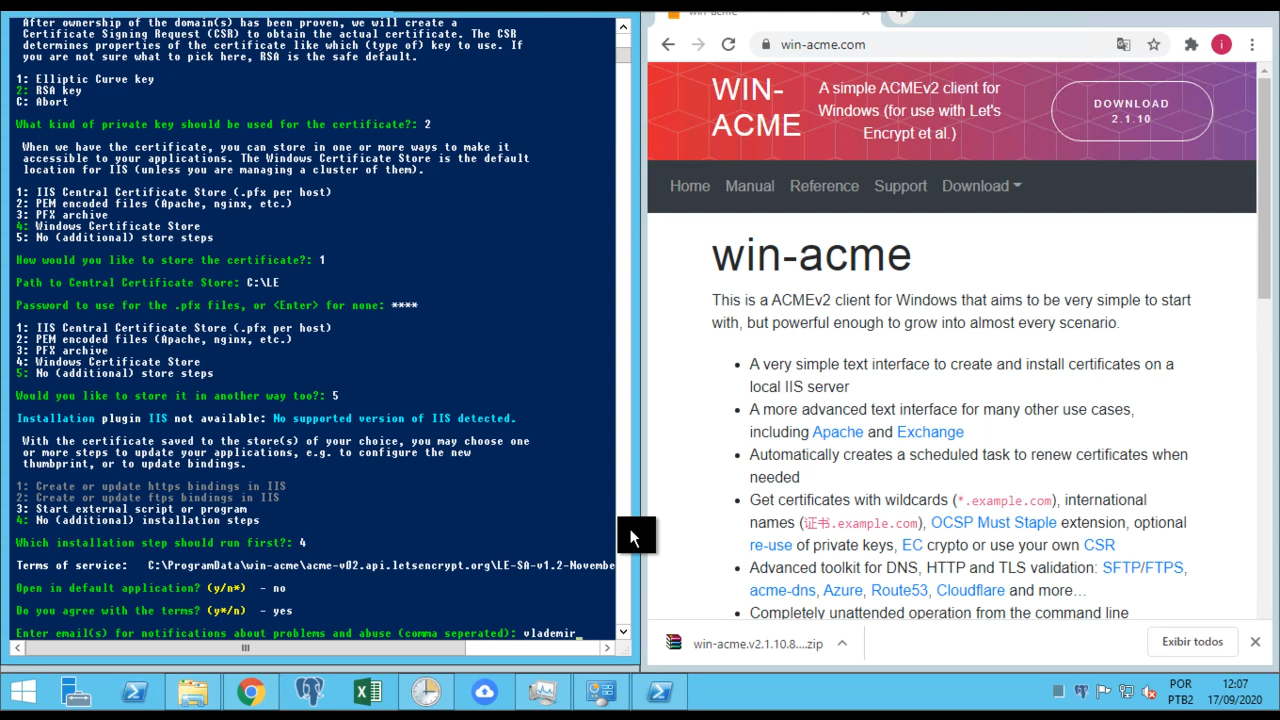 After ownership of the domain(s) has been proven, we will create a
Certificate Signing Request (CSR) to obtain the actual certificate. The CSR
determines properties of the certificate like which (type of) key to use. If
you are not sure what to pick here, RSA is the safe default.
1: Elliptic Curve key
2: RSA key
C: Abort
What kind of private key should be used for the certificate?: 2
When we have the certificate, you can store in one or more ways to make it
accessible to your applications. The Windows Certificate Store is the default
location for IIS (unless you are managing a cluster of them).
1: IIS Central Certificate Store (.pfx per host)
2: PEM encoded files (Apache, nginx, etc.)
3: PFX archive
4: Windows Certificate Store
5: No (additional) store steps
How would you like to store the certificate?: 1
Path to Central Certificate Store: C:\LE
Password to use for the .pfx files, or <Enter> for none: ****
1: IIS Central Certificate Store (.pfx per host)
2: PEM encoded files (Apache, nginx, etc.)
3: PFX archive
4: Windows Certificate Store
5: No (additional) store steps
Would you like to store it in another way too?: 5
Installation plugin IIS not available: No supported version of IIS detected.
With the certificate saved to the store(s) of your choice, you may choose one
or more steps to update your applications, e.g. to configure the new
thumbprint, or to update bindings.
1: Create or update https bindings in IIS
2: Create or update ftps bindings in IIS
3: Start external script or program
4: No (additional) installation steps
Which installation step should run first?: 4
Terms of service: C:\ProgramData\win-acme\acme-v02.api.letsencrypt.org\LE-SA-v1.2-Novembe
Open in default application? (y/n*) - no
Do you agree with the terms? (y*/n) - yes
Enter email(s) for notifications about problems and abuse (comma seperated): vlademir_
win-acme.com
i
WIN-
ACME
A simple ACMEv2 client for
Windows (for use with Let's
Encrypt et al.)
DOWNLOAD
2.1.10
Home Manual Reference Support Download
win-acme
This is a ACMEv2 client for Windows that aims to be very simple to start
with, but powerful enough to grow into almost every scenario.
• A very simple text interface to create and install certificates on a
local IIS server
• A more advanced text interface for many other use cases,
including Apache and Exchange
• Automatically creates a scheduled task to renew certificates when
needed
• Get certificates with wildcards (*.example.com), international
names (证书.example.com), OCSP Must Staple extension, optional
re-use of private keys, EC crypto or use your own CSR
• Advanced toolkit for DNS, HTTP and TLS validation: SFTP/FTPS,
acme-dns, Azure, Route53, Cloudflare and more…
• Completely unattended operation from the command line
win-acme.v2.1.10.8....zip
Exibir todos
POR
PTB2
12:07
17/09/2020